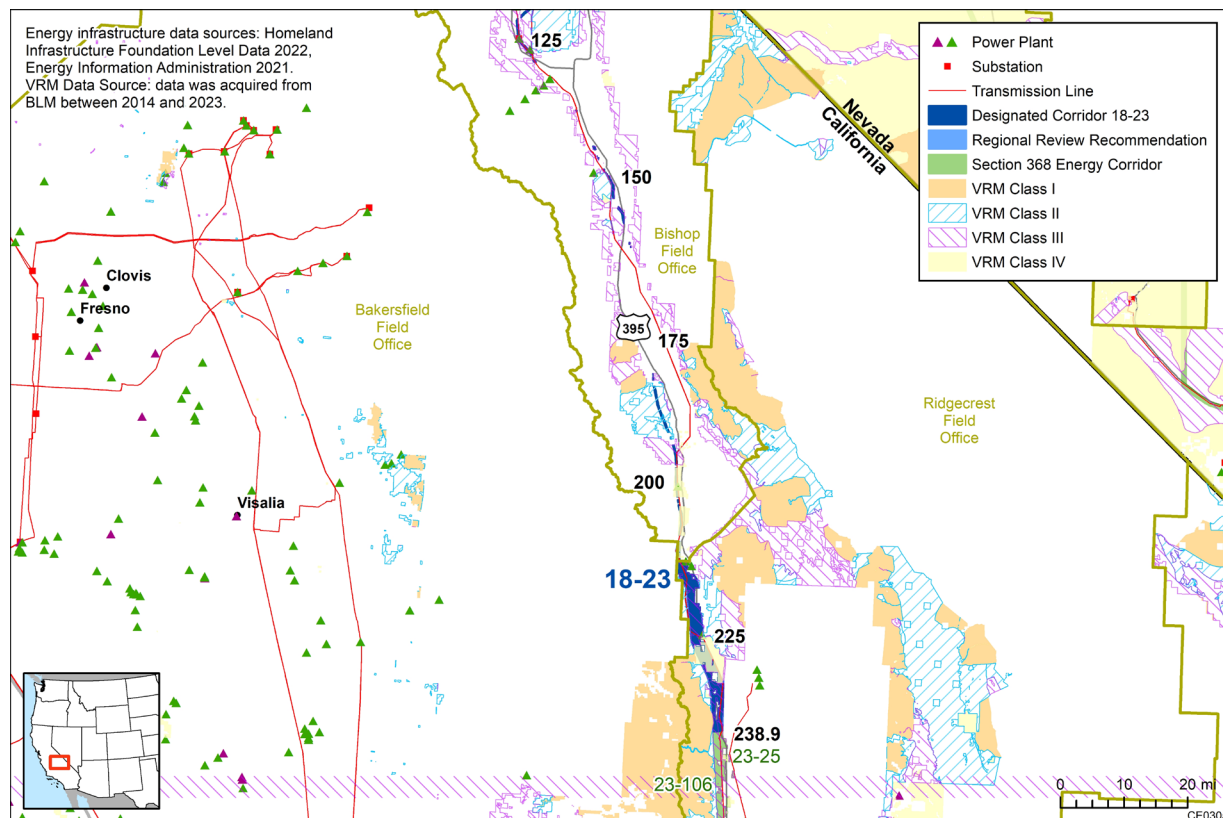 Energy infrastructure data sources: Homeland
Infrastructure Foundation Level Data 2022,
Energy Information Administration 2021.
VRM Data Source: data was acquired from
BLM between 2014 and 2023.
125
Power Plant
Substation
Transmission Line
Designated Corridor 18-23
Regional Review Recommendation
Section 368 Energy Corridor
VRM Class I
VRM Class II
VRM Class III
VRM Class IV
Nevada
California
150
Bishop
Field
Office
Clovis
Fresno
Bakersfield
Field
Office
395
175
Ridgecrest
Field
Office
200
Visalia
18-23
225
238.9
23-25
23-106
0 10 20 mi